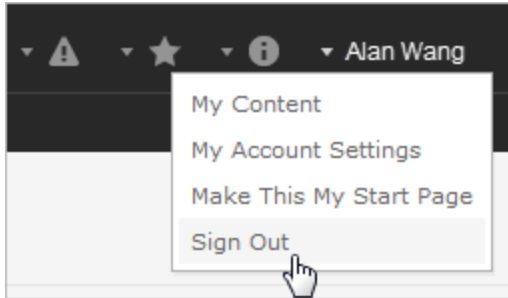 Alan Wang
My Content
My Account Settings
Make This My Start Page
Sign Out